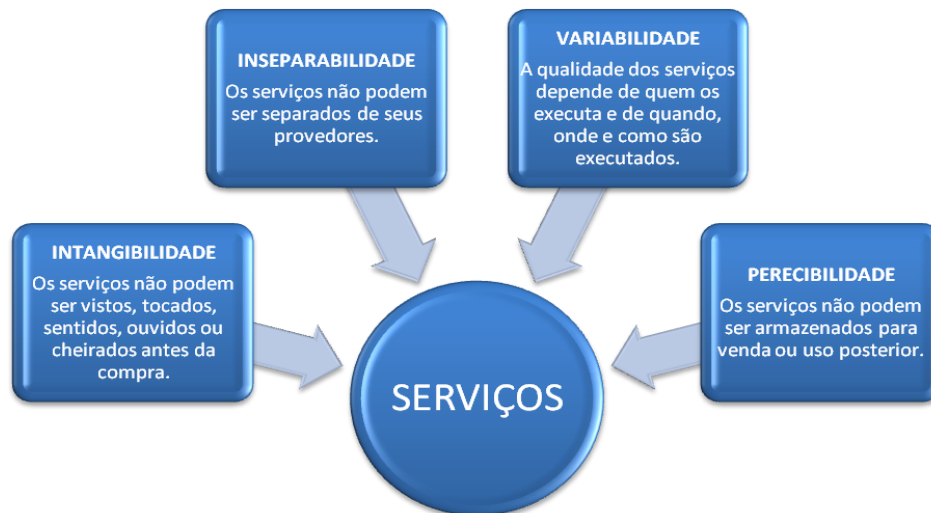 INTANGIBILIDADE
Os serviços não podem
ser vistos, tocados,
sentidos, ouvidos ou
cheirados antes da
compra.
INSEPARABILIDADE
Os serviços não podem
ser separados de seus
provedores.
VARIABILIDADE
A qualidade dos serviços
depende de quem os
executa e de quando,
onde e como são
executados.
PERECIBILIDADE
Os serviços não podem
ser armazenados para
venda ou uso posterior.
SERVIÇOS